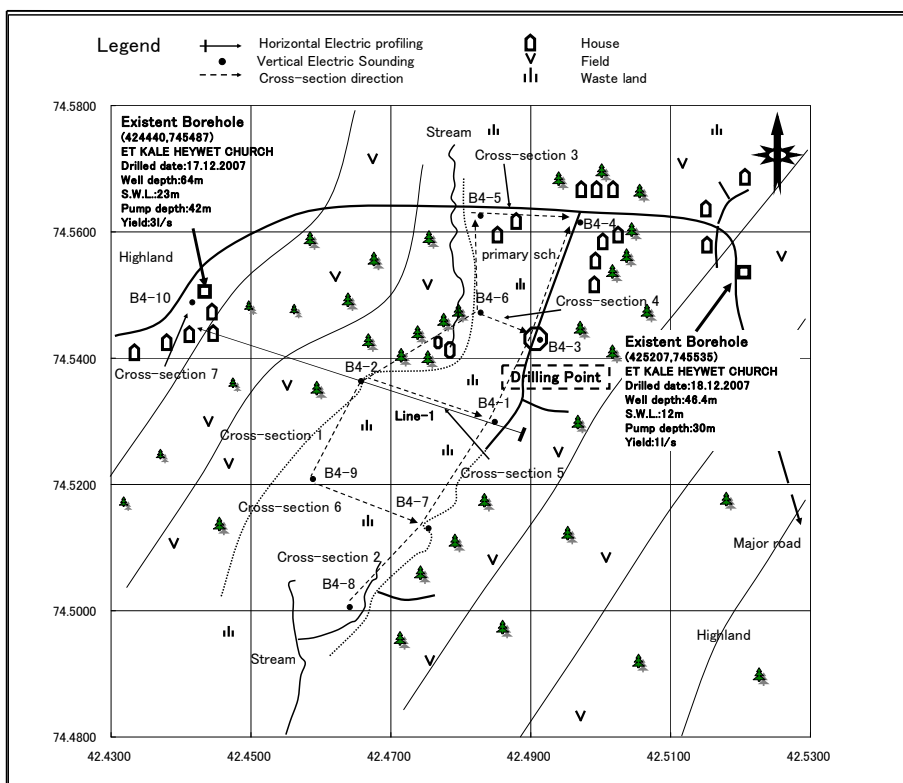 Legend
Horizontal Electric profiling
Vertical Electric Sounding
Cross-section direction
House
Field
Waste land
74.5800
74.5600
74.5400
74.5200
74.5000
74.4800
42.4300
42.4500
42.4700
42.4900
42.5100
42.5300
Existent Borehole
(424440,745487)
ET KALE HEYWET CHURCH
Drilled date:17.12.2007
Well depth:64m
S.W.L.:23m
Pump depth:42m
Yield:3l/s
Stream
Cross-section 3
B4-5
B4-4
primary sch.
Highland
B4-10
B4-6
Cross-section 4
B4-3
Existent Borehole
(425207,745535)
ET KALE HEYWET CHURCH
Drilled date:18.12.2007
Well depth:46.4m
S.W.L.:12m
Pump depth:30m
Yield:1l/s
Cross-section 7
B4-2
Drilling Point
B4-1
Line-1
Cross-section 1
Cross-section 5
B4-9
B4-7
Cross-section 6
Cross-section 2
B4-8
Major road
Stream
Highland